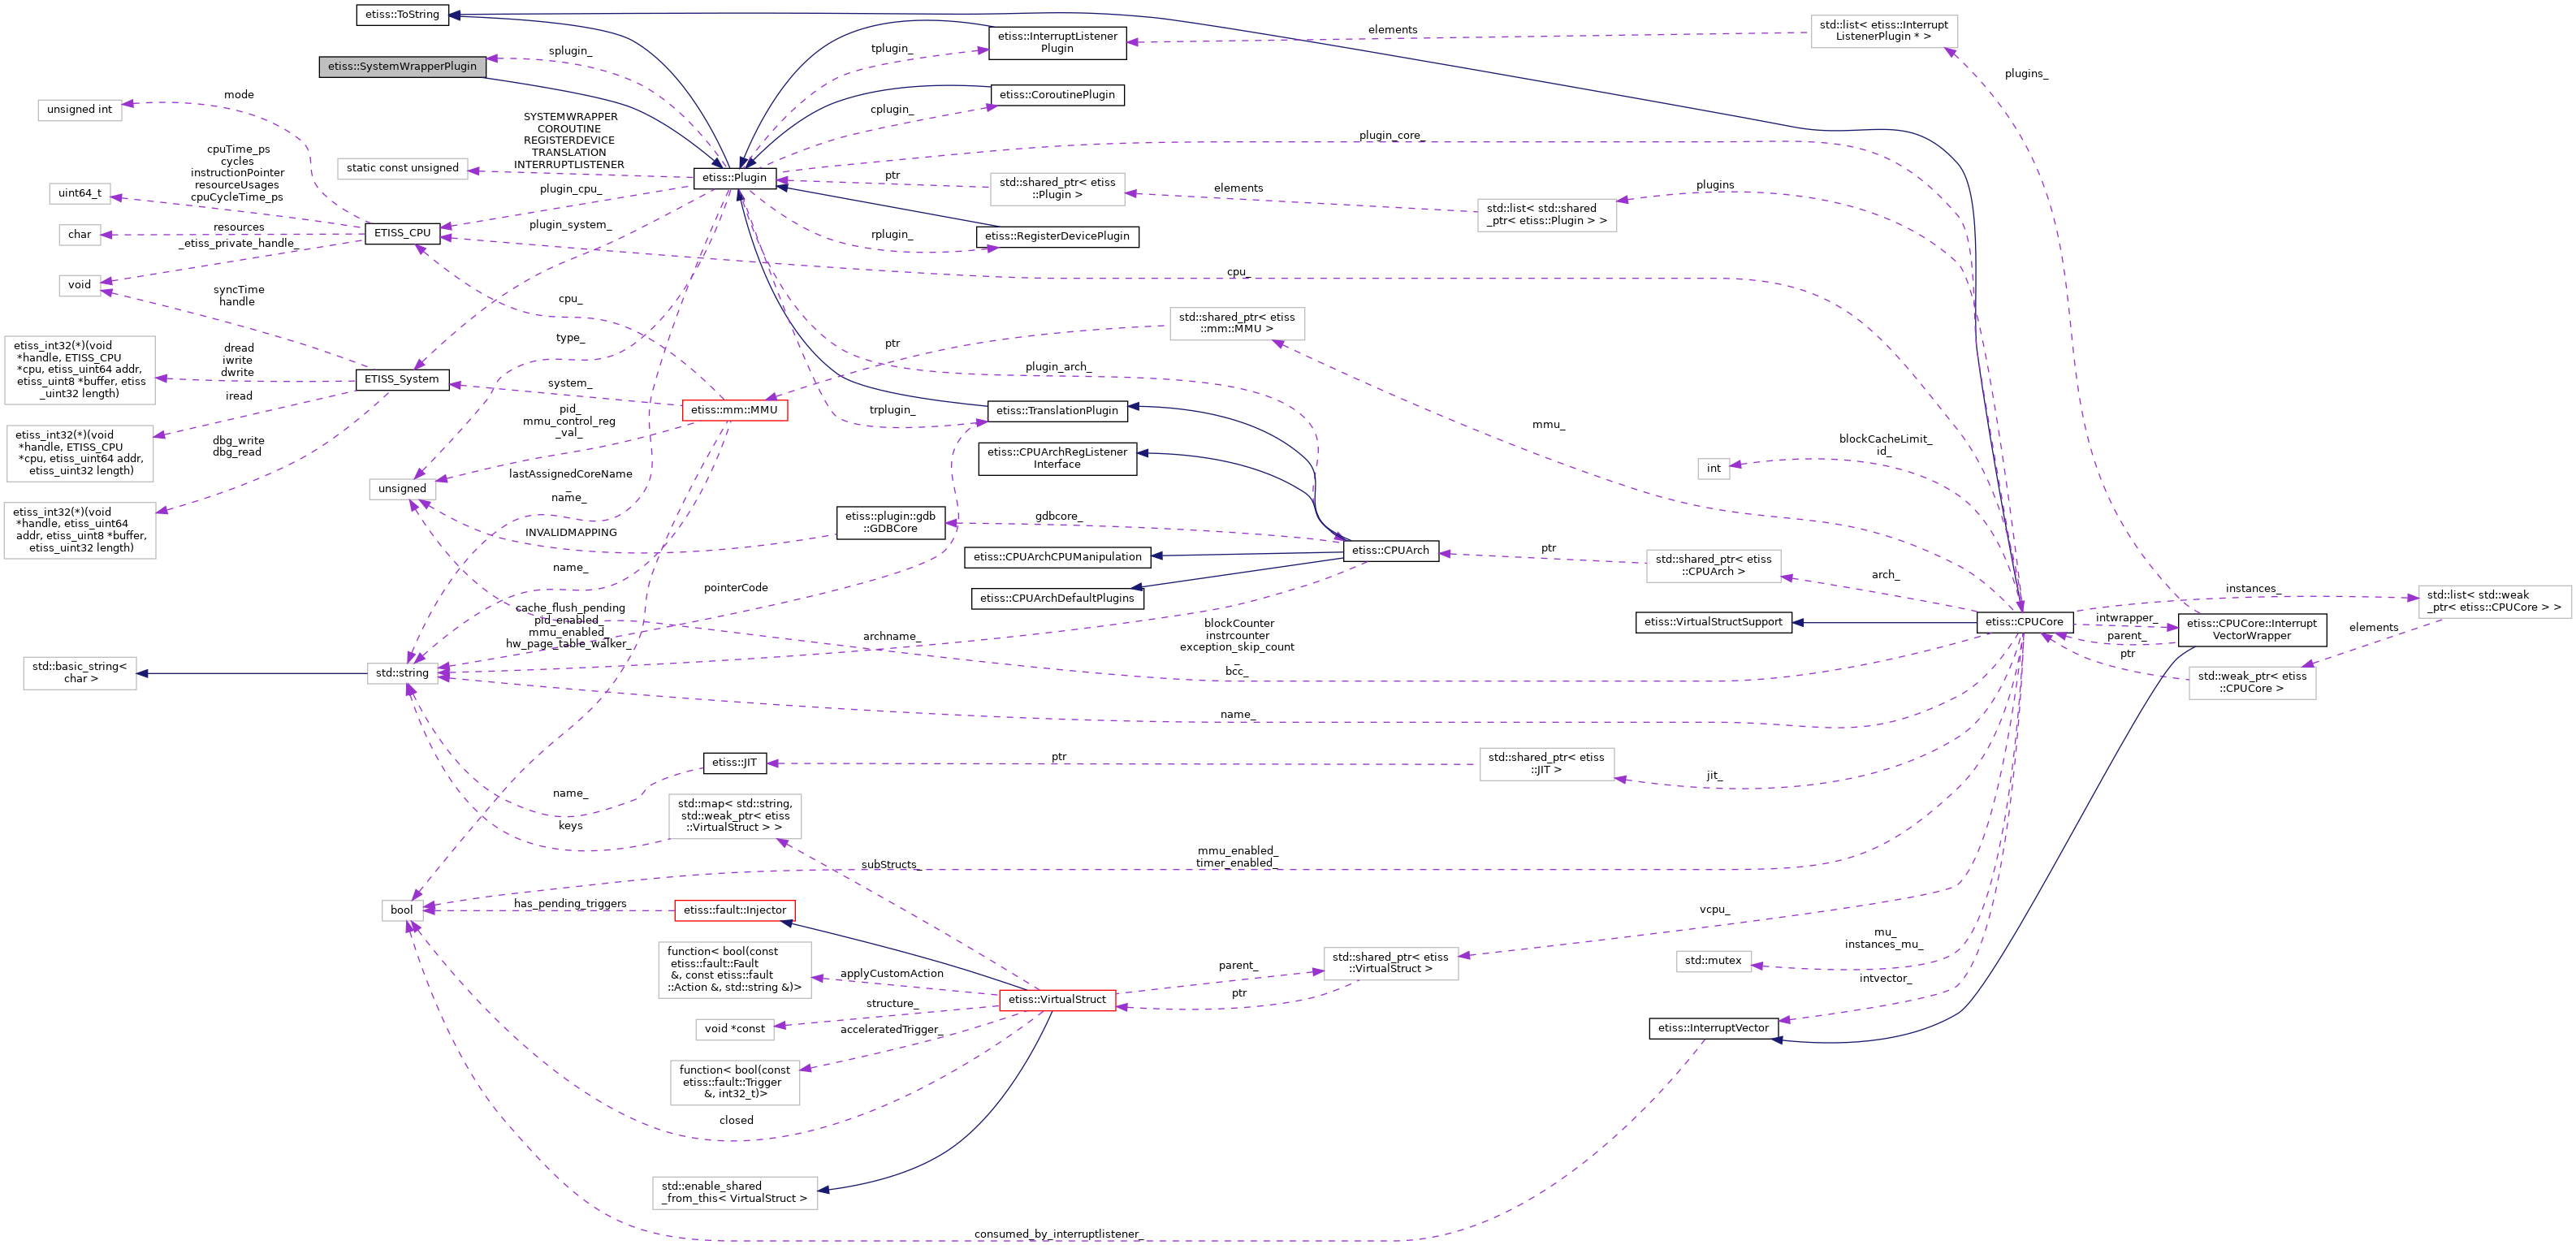 etiss::ToString
etiss::SystemWrapperPlugin
splugin_
tplugin_
etiss::InterruptListener
Plugin
elements
std::list< etiss::Interrupt
ListenerPlugin * >
plugins_
unsigned int
mode
etiss::CoroutinePlugin
cplugin_
SYSTEMWRAPPER
COROUTINE
REGISTERDEVICE
TRANSLATION
INTERRUPTLISTENER
static const unsigned
plugin_core_
cpuTime_ps
cycles
instructionPointer
resourceUsages
cpuCycleTime_ps
uint64_t
etiss::Plugin
ptr
std::shared_ptr< etiss
::Plugin >
elements
plugins
std::list< std::shared
_ptr< etiss::Plugin > >
plugin_cpu_
char
resources
_etiss_private_handle_
ETISS_CPU
plugin_system_
rplugin_
etiss::RegisterDevicePlugin
void
syncTime
handle
cpu_
cpu_
type_
std::shared_ptr< etiss
::mm::MMU >
ptr
etiss_int32(*)(void
*handle, ETISS_CPU
*cpu, etiss_uint64 addr,
etiss_uint8 *buffer, etiss
_uint32 length)
dread
iwrite
dwrite
iread
ETISS_System
system_
plugin_arch_
etiss::mm::MMU
pid_
mmu_control_reg
_val_
trplugin_
etiss::TranslationPlugin
mmu_
etiss_int32(*)(void
*handle, ETISS_CPU
*cpu, etiss_uint64 addr,
etiss_uint32 length)
dbg_write
dbg_read
etiss::CPUArchRegListener
Interface
blockCacheLimit_
id_
int
unsigned
lastAssignedCoreName
_
name_
etiss_int32(*)(void
*handle, etiss_uint64
addr, etiss_uint8 *buffer,
etiss_uint32 length)
INVALIDMAPPING
etiss::plugin::gdb
::GDBCore
gdbcore_
etiss::CPUArchCPUManipulation
etiss::CPUArch
ptr
std::shared_ptr< etiss
::CPUArch >
arch_
name_
pointerCode
etiss::CPUArchDefaultPlugins
cache_flush_pending
pid_enabled_
mmu_enabled_
hw_page_table_walker_
archname_
blockCounter
instrcounter
exception_skip_count
_
bcc_
etiss::VirtualStructSupport
etiss::CPUCore
instances_
intwrapper_
parent_
ptr
etiss::CPUCore::Interrupt
VectorWrapper
std::list< std::weak
_ptr< etiss::CPUCore > >
elements
std::weak_ptr< etiss
::CPUCore >
std::basic_string<
char >
std::string
name_
etiss::JIT
ptr
std::shared_ptr< etiss
::JIT >
jit_
name_
keys
std::map< std::string,
std::weak_ptr< etiss
::VirtualStruct > >
subStructs_
mmu_enabled_
timer_enabled_
bool
has_pending_triggers
etiss::fault::Injector
vcpu_
function< bool(const
etiss::fault::Fault
&, const etiss::fault
::Action &, std::string &)>
applyCustomAction
parent_
std::shared_ptr< etiss
::VirtualStruct >
ptr
mu_
instances_mu_
std::mutex
intvector_
structure_
etiss::VirtualStruct
void *const
acceleratedTrigger_
etiss::InterruptVector
function< bool(const
etiss::fault::Trigger
&, int32_t)>
closed
std::enable_shared
_from_this< VirtualStruct >
consumed_by_interruptlistener_